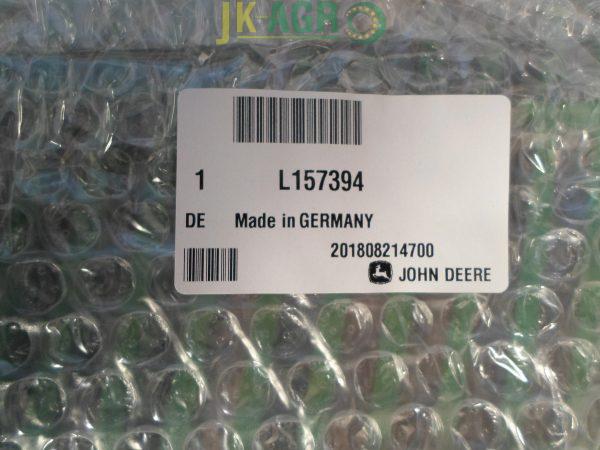 JK-AGRO
1 L157394
DE Made in GERMANY
201808214700
JOHN DEERE